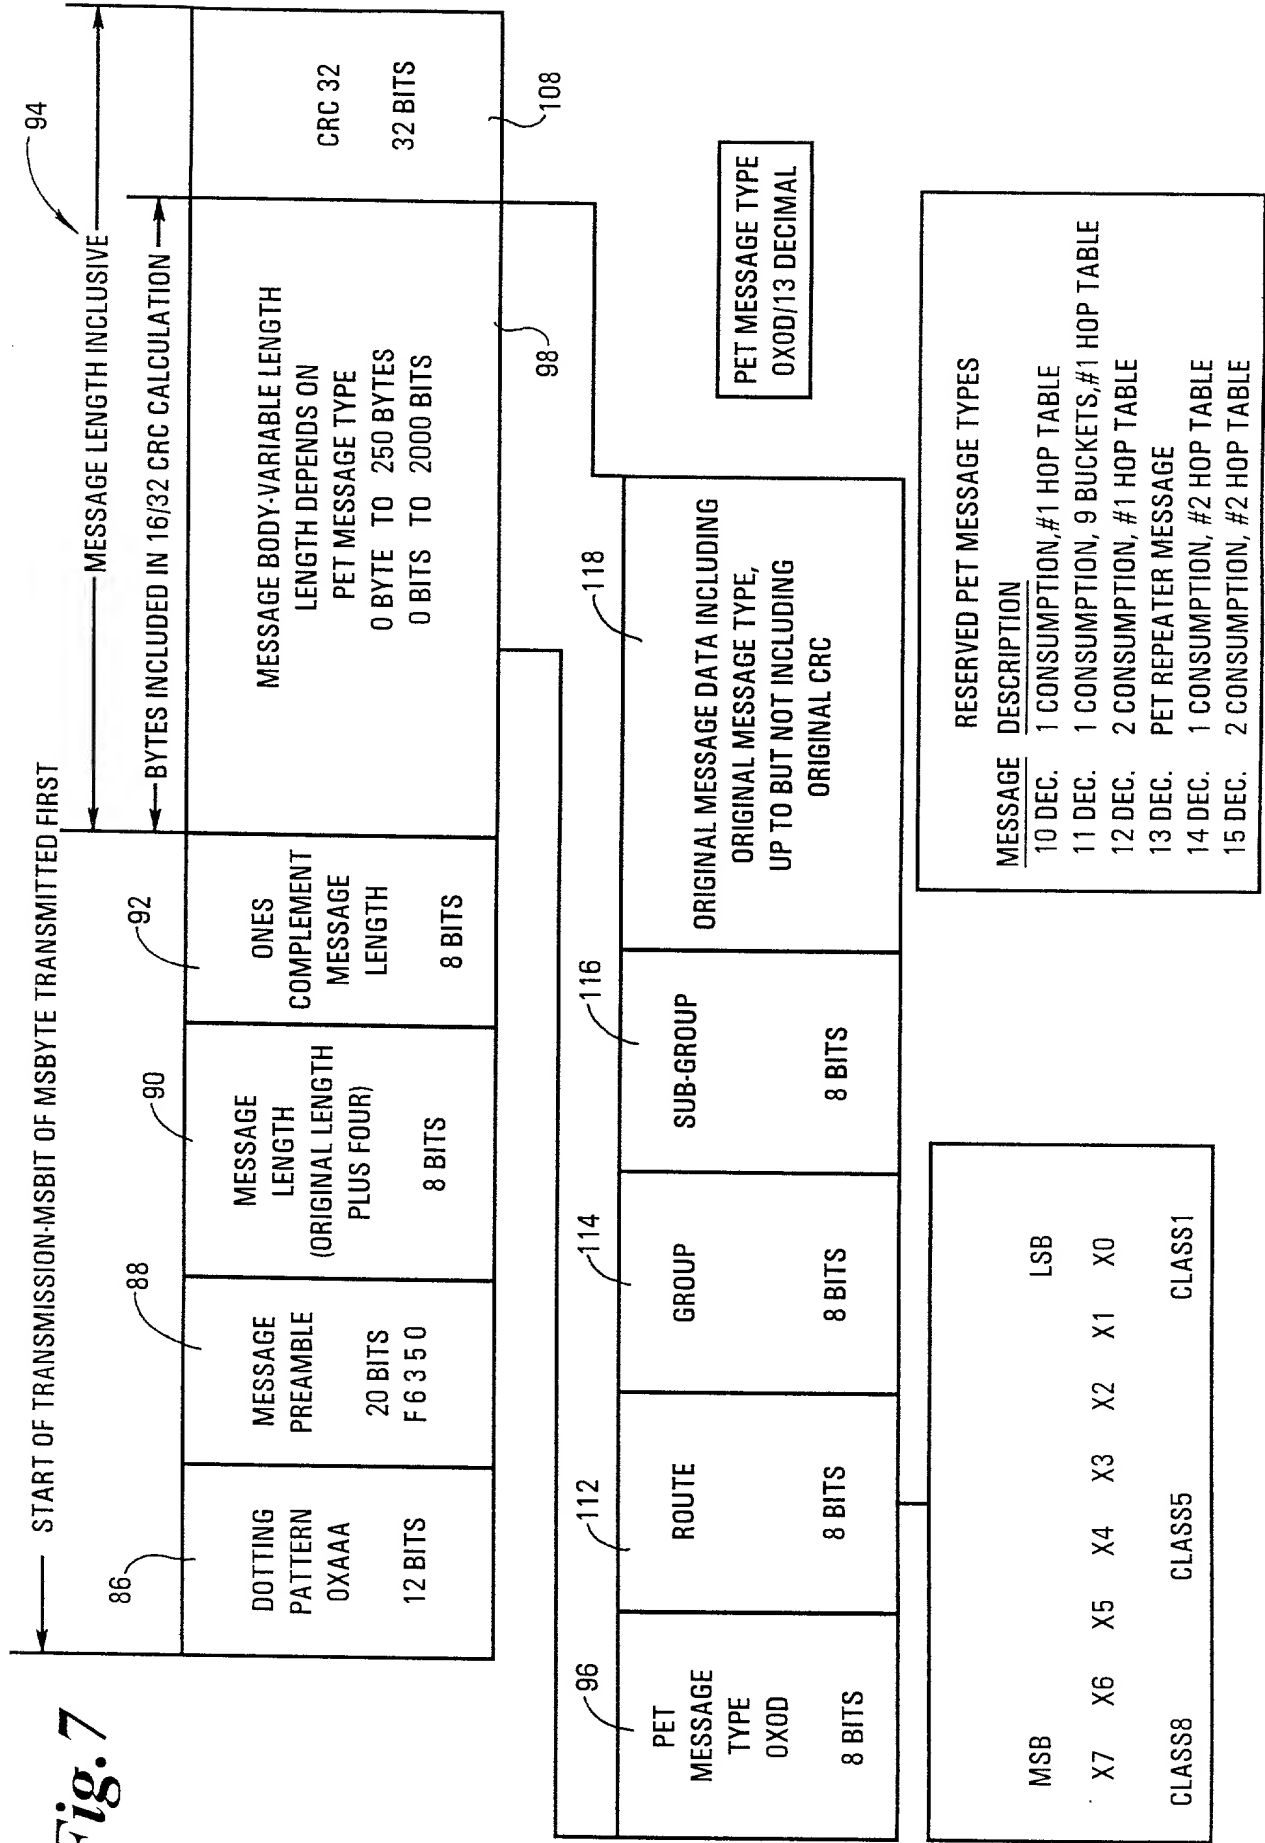 Fig. 7
START OF TRANSMISSION-MSBIT OF MSBYTE TRANSMITTED FIRST
MESSAGE LENGTH INCLUSIVE
94
BYTES INCLUDED IN 16/32 CRC CALCULATION
86
DOTTING
PATTERN
0XAAA
12 BITS
88
MESSAGE
PREAMBLE
20 BITS
F 6 3 5 0
90
MESSAGE
LENGTH
(ORIGINAL LENGTH
PLUS FOUR)
8 BITS
92
ONES
COMPLEMENT
MESSAGE
LENGTH
8 BITS
MESSAGE BODY-VARIABLE LENGTH
LENGTH DEPENDS ON
PET MESSAGE TYPE
0 BYTE TO 250 BYTES
0 BITS TO 2000 BITS
98
CRC 32
32 BITS
108
96
PET
MESSAGE
TYPE
0X0D
8 BITS
112
ROUTE
8 BITS
114
GROUP
8 BITS
116
SUB-GROUP
8 BITS
118
ORIGINAL MESSAGE DATA INCLUDING
ORIGINAL MESSAGE TYPE,
UP TO BUT NOT INCLUDING
ORIGINAL CRC
PET MESSAGE TYPE
0X0D/13 DECIMAL
MSB LSB
X7 X6 X5 X4 X3 X2 X1 X0
CLASS8 CLASS5 CLASS1
RESERVED PET MESSAGE TYPES
MESSAGE DESCRIPTION
10 DEC. 1 CONSUMPTION,#1 HOP TABLE
11 DEC. 1 CONSUMPTION, 9 BUCKETS,#1 HOP TABLE
12 DEC. 2 CONSUMPTION, #1 HOP TABLE
13 DEC. PET REPEATER MESSAGE
14 DEC. 1 CONSUMPTION, #2 HOP TABLE
15 DEC. 2 CONSUMPTION, #2 HOP TABLE